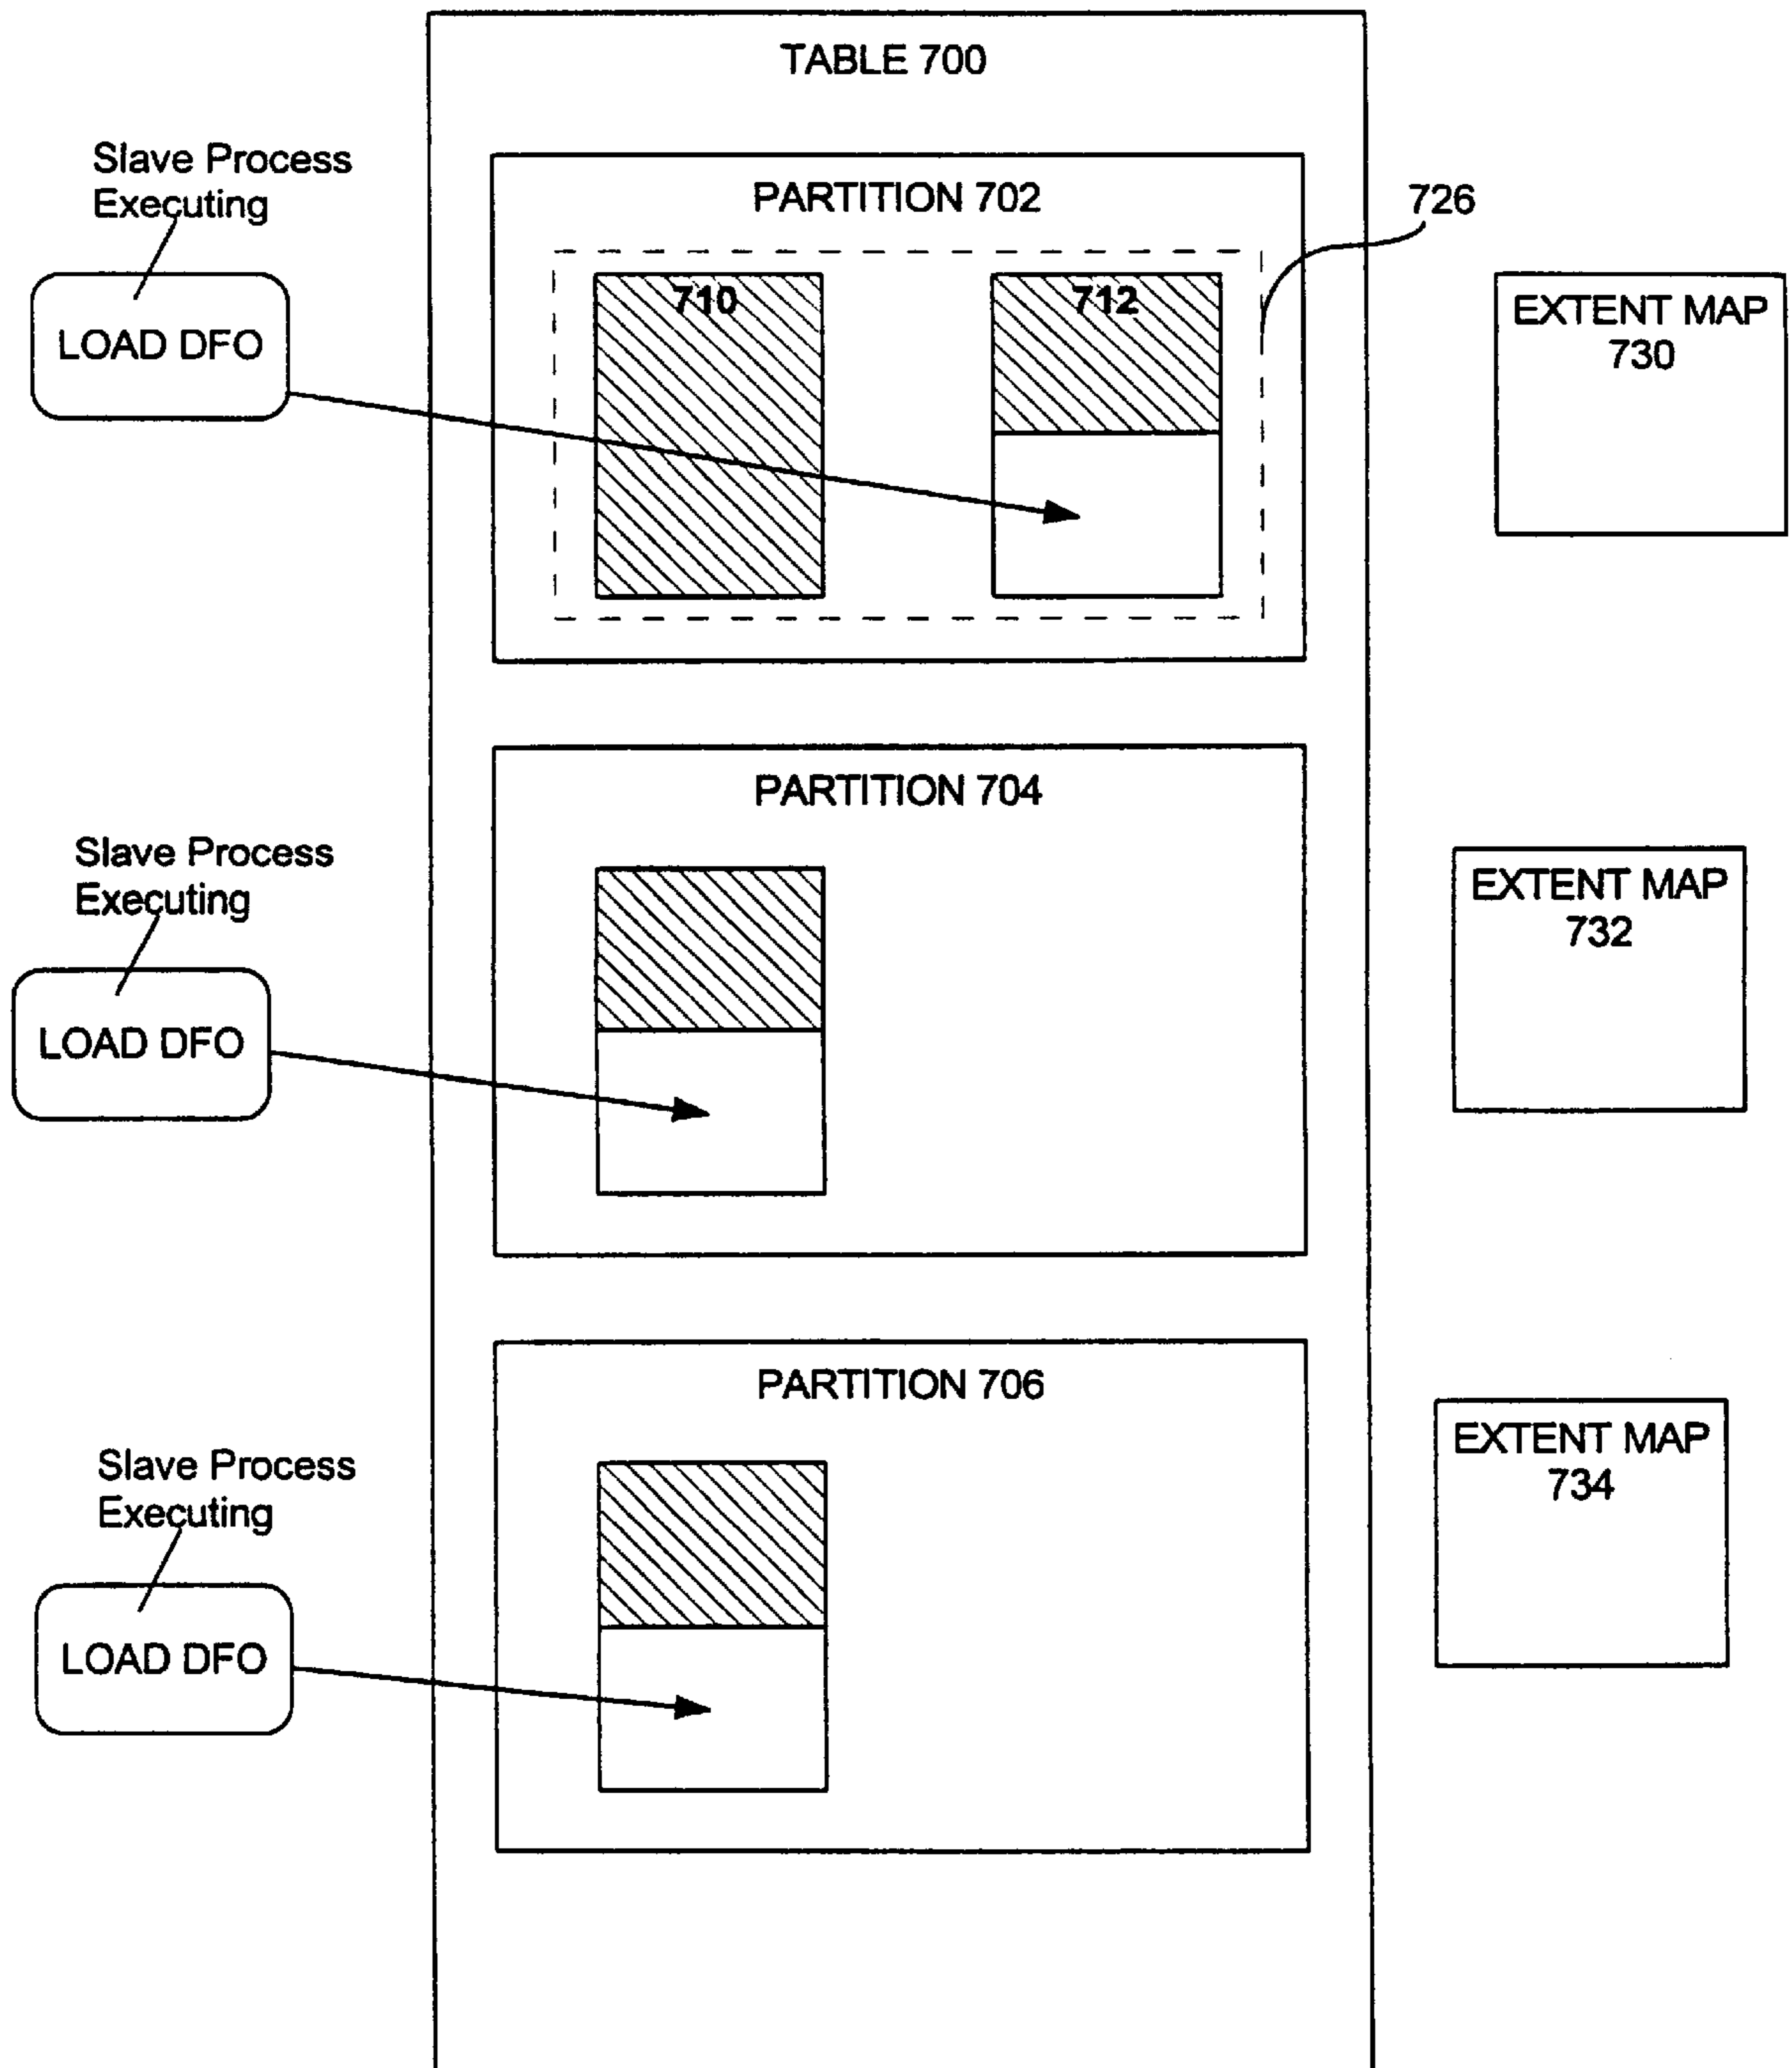 TABLE 700
Slave Process
Executing
PARTITION 702
726
710
712
LOAD DFO
EXTENT MAP
730
PARTITION 704
Slave Process
Executing
LOAD DFO
EXTENT MAP
732
PARTITION 706
Slave Process
Executing
LOAD DFO
EXTENT MAP
734